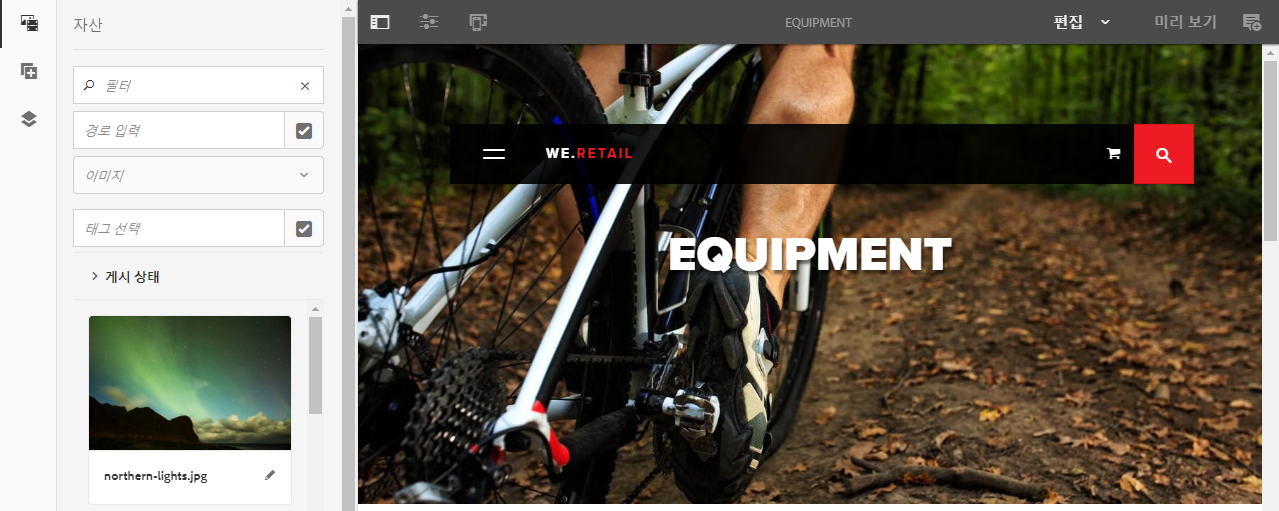 자산
필터
경로 입력
이미지
태그 선택
게시 상태
northern-lights.jpg
EQUIPMENT
편집
미리 보기
WE.RETAIL
EQUIPMENT